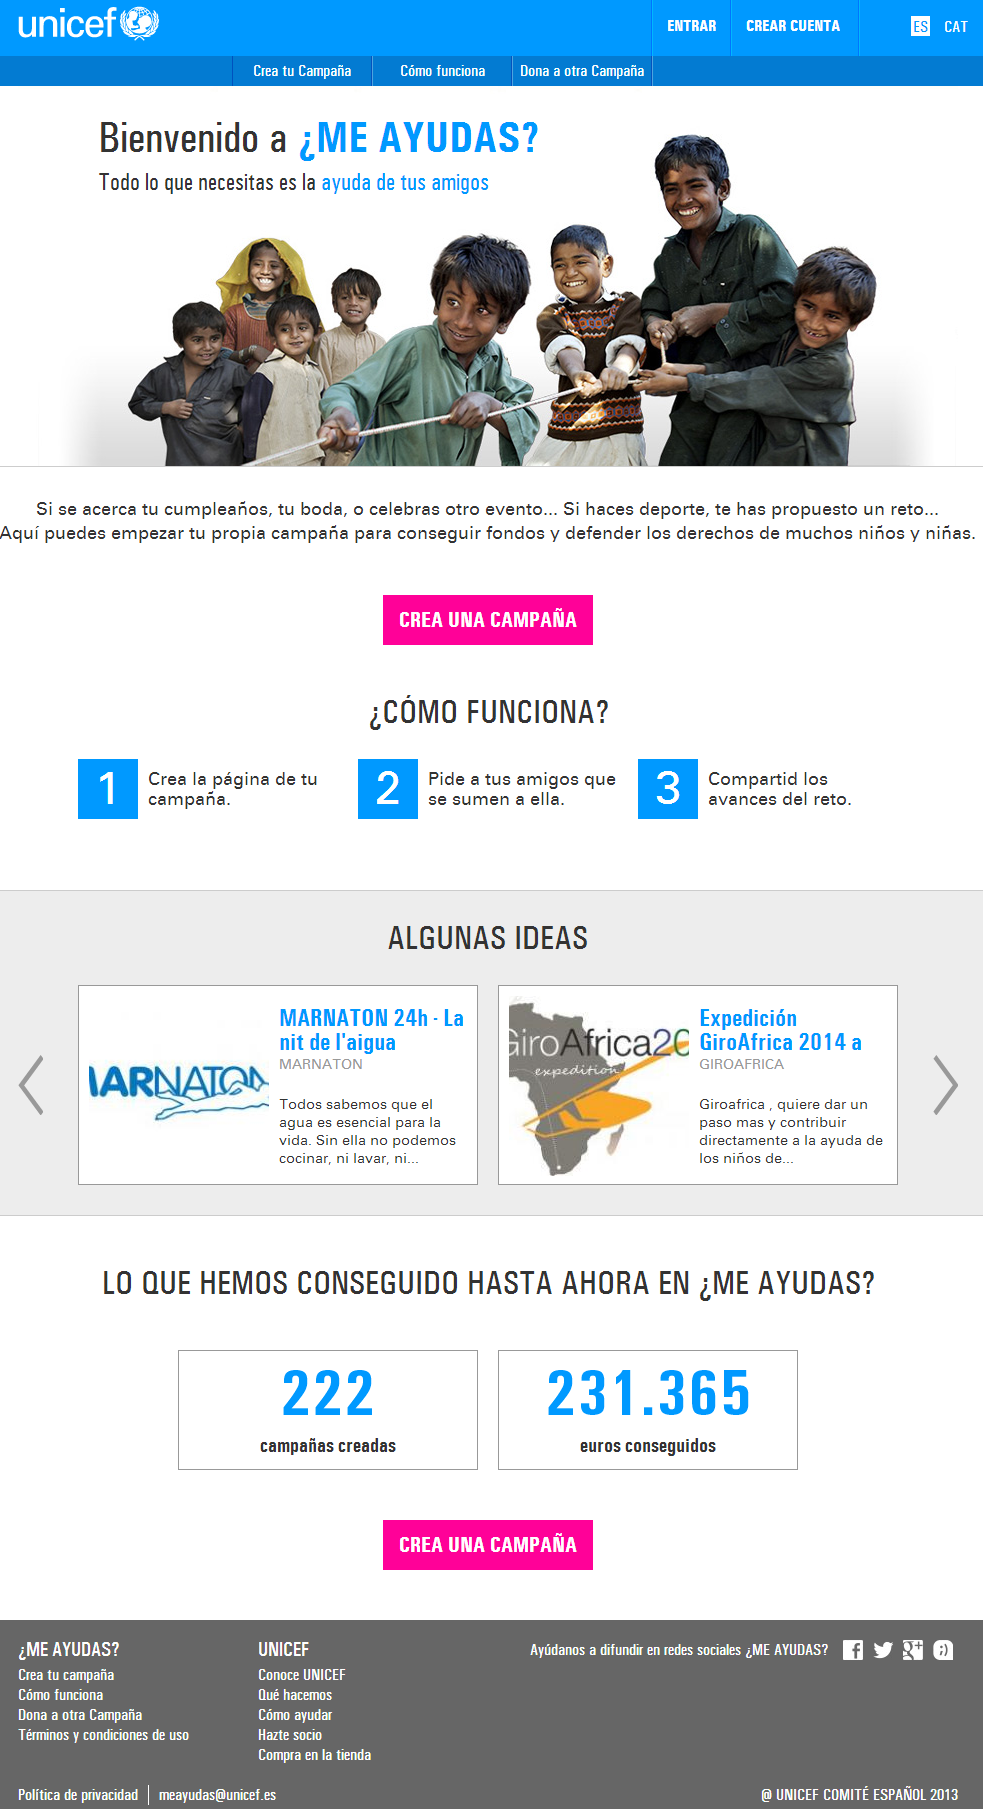 unicef
ENTRAR
CREAR CUENTA
ES
CAT
Crea tu Campaña
Cómo funciona
Dona a otra Campaña
Bienvenido a ¿ME AYUDAS?
Todo lo que necesitas es la ayuda de tus amigos
Si se acerca tu cumpleaños, tu boda, o celebras otro evento... Si haces deporte, te has propuesto un reto...
Aquí puedes empezar tu propia campaña para conseguir fondos y defender los derechos de muchos niños y niñas.
CREA UNA CAMPAÑA
¿CÓMO FUNCIONA?
1
Crea la página de tu
campaña.
2
Pide a tus amigos que
se sumen a ella.
3
Compartid los
avances del reto.
ALGUNAS IDEAS
MARNATON
MARNATON 24h - La
nit de l'aigua
MARNATON
Todos sabemos que el
agua es esencial para la
vida. Sin ella no podemos
cocinar, ni lavar, ni...
GiroAfrica20
expedition
Expedición
GiroAfrica 2014 a
GIROAFRICA
Giroafrica , quiere dar un
paso mas y contribuir
directamente a la ayuda de
los niños de...
LO QUE HEMOS CONSEGUIDO HASTA AHORA EN ¿ME AYUDAS?
222
campañas creadas
231.365
euros conseguidos
CREA UNA CAMPAÑA
¿ME AYUDAS?
Crea tu campaña
Cómo funciona
Dona a otra Campaña
Términos y condiciones de uso
UNICEF
Conoce UNICEF
Qué hacemos
Cómo ayudar
Hazte socio
Compra en la tienda
Ayúdanos a difundir en redes sociales ¿ME AYUDAS?
Política de privacidad
meayudas@unicef.es
@ UNICEF COMITÉ ESPAÑOL 2013